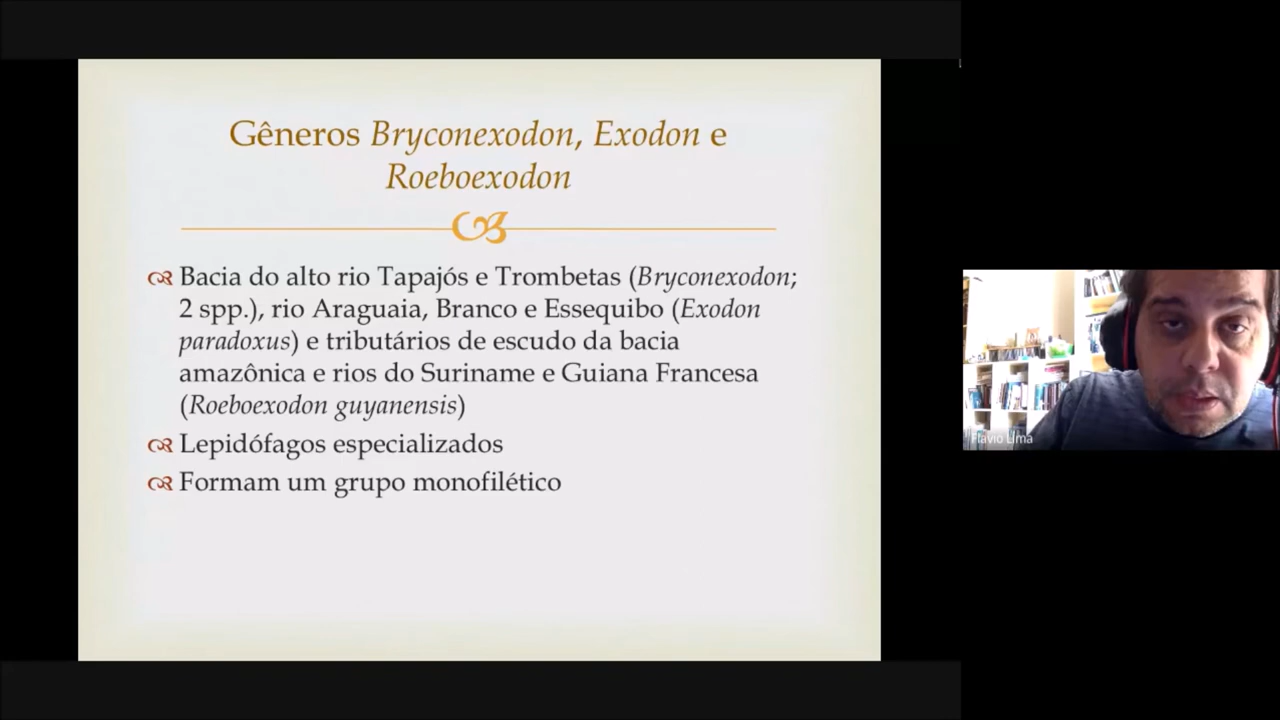 Gêneros Bryconexodon, Exodon e
Roeboexodon
Bacia do alto rio Tapajós e Trombetas (Bryconexodon;
2 spp.), rio Araguaia, Branco e Essequibo (Exodon
paradoxus) e tributários de escudo da bacia
amazônica e rios do Suriname e Guiana Francesa
(Roeboexodon guyanensis)
Lepidófagos especializados
Formam um grupo monofilético
Flávio Lima